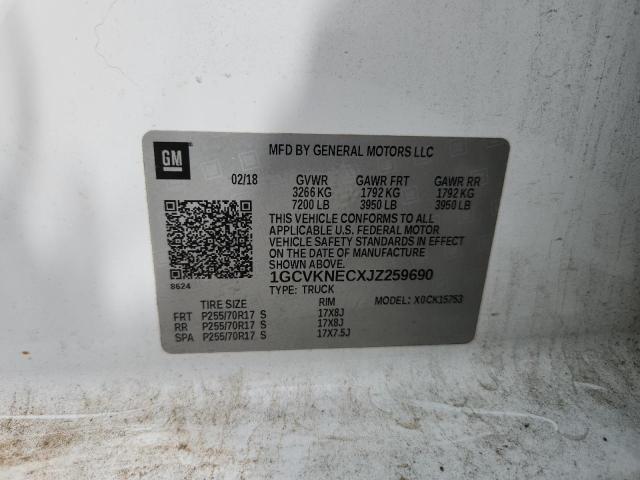 GM
MFD BY GENERAL MOTORS LLC
02/18 GVWR GAWR FRT GAWR RR
3266 KG 1792 KG 1792 KG
7200 LB 3950 LB 3950 LB
THIS VEHICLE CONFORMS TO ALL
APPLICABLE U.S. FEDERAL MOTOR
VEHICLE SAFETY STANDARDS IN EFFECT
ON THE DATE OF MANUFACTURE
SHOWN ABOVE.
1GCVKNECXJZ259690
8624
TYPE: TRUCK MODEL: X0CK15753
TIRE SIZE RIM
FRT P255/70R17 S 17X8J
RR P255/70R17 S 17X8J
SPA P255/70R17 S 17X7.5J